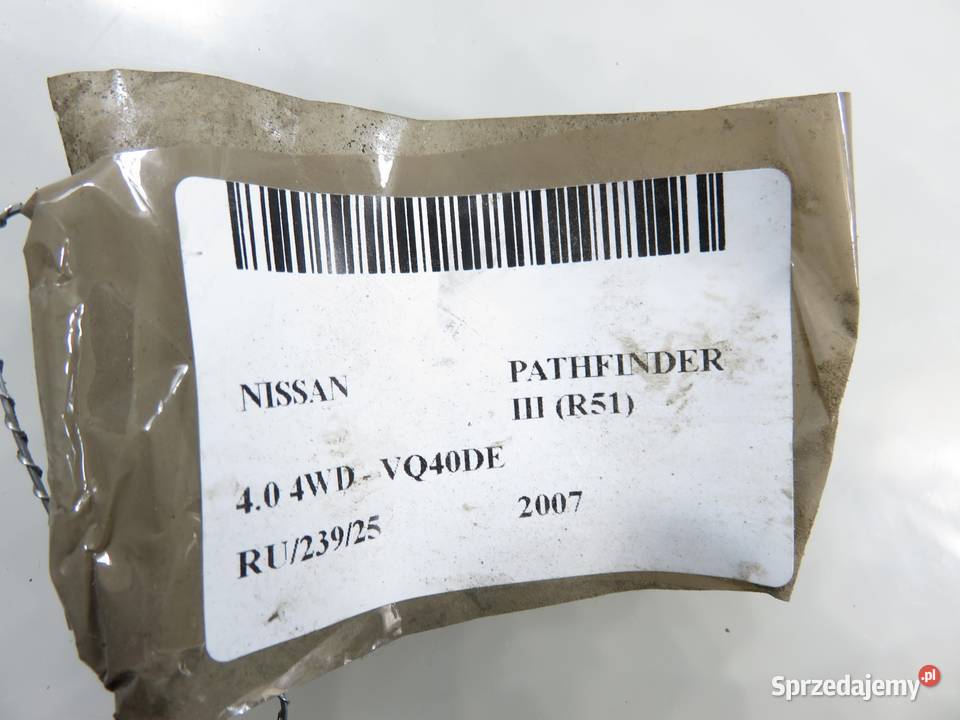 NISSAN
PATHFINDER
III (R51)
4.0 4WD - VQ40DE
RU/239/25
2007
Sprzedajemy.pl